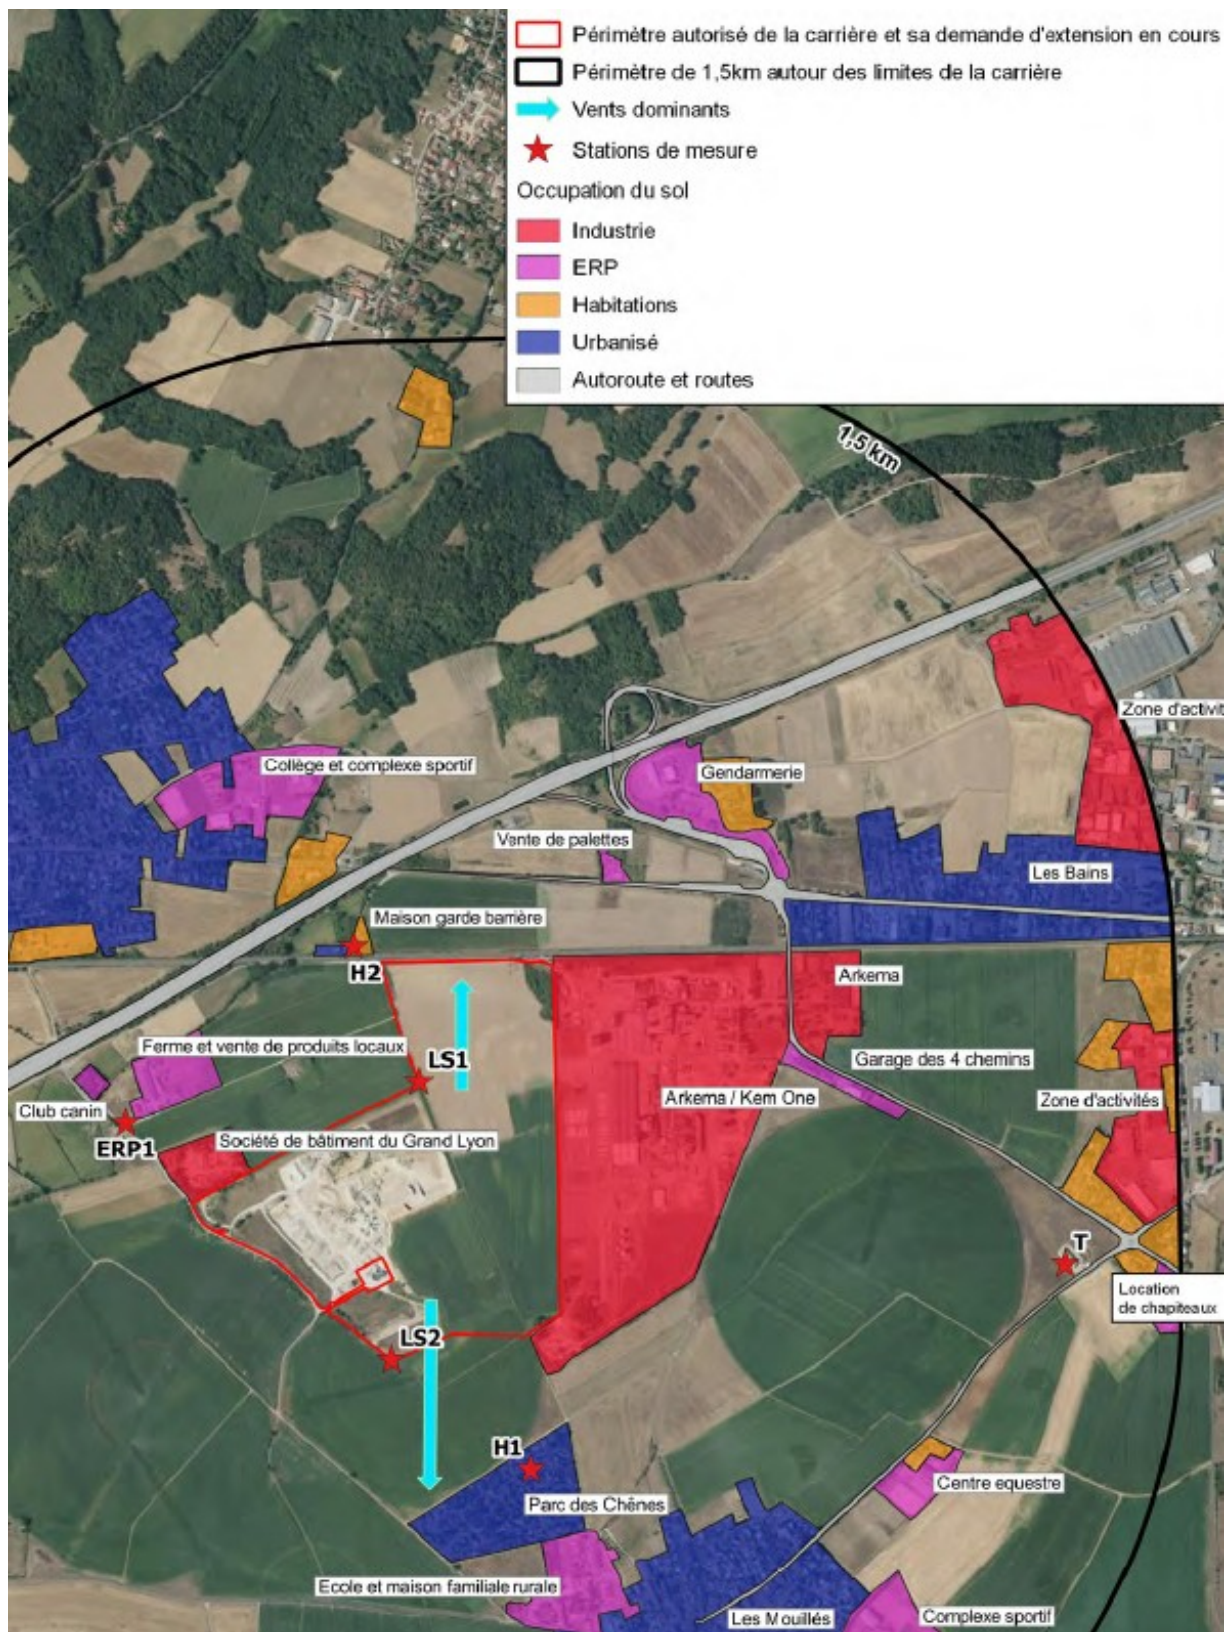 Périmètre autorisé de la carrière et sa demande d'extension en cours
Périmètre de 1,5km autour des limites de la carrière
Vents dominants
Stations de mesure
Occupation du sol
Industrie
ERP
Habitations
Urbanisé
Autoroute et routes
1,5 km
Zone d'activit
Collège et complexe sportif
Gendarmerie
Vente de palettes
Les Bains
Maison garde barrière
H2
Arkema
Ferme et vente de produits locaux
LS1
Garage des 4 chemins
Club canin
Arkema / Kem One
Zone d'activités
ERP1
Société de bâtiment du Grand Lyon
T
Location
de chapiteaux
LS2
H1
Centre equestre
Parc des Chênes
Ecole et maison familiale rurale
Les Mouillés
Complexe sportif